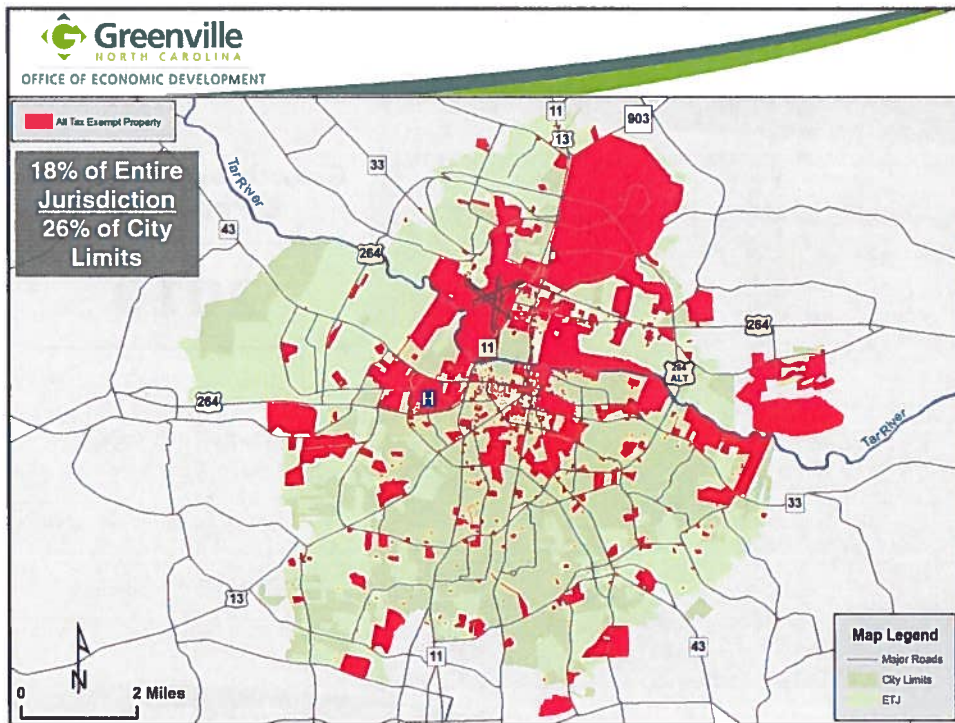 Greenville
NORTH CAROLINA
OFFICE OF ECONOMIC DEVELOPMENT
All Tax Exempt Property
18% of Entire
Jurisdiction
26% of City
Limits
Tar River
11
13
903
33
43
264
11
264
264
ALT
H
264
Tar River
33
13
11
43
N
0
2 Miles
Map Legend
Major Roads
City Limits
ETJ